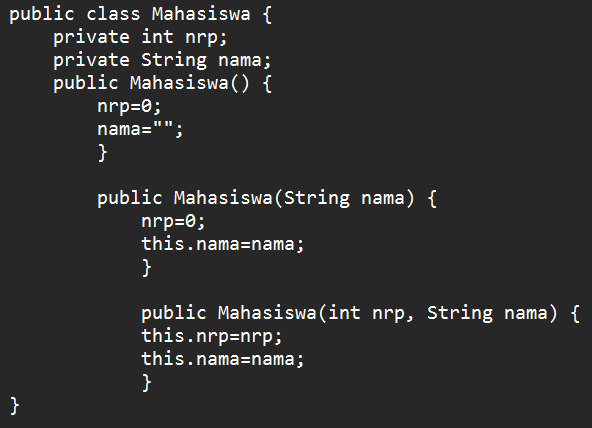 public class Mahasiswa {
    private int nrp;
    private String nama;
    public Mahasiswa() {
        nrp=0;
        nama="";
        }

        public Mahasiswa(String nama) {
            nrp=0;
            this.nama=nama;
            }

            public Mahasiswa(int nrp, String nama) {
            this.nrp=nrp;
            this.nama=nama;
            }
}